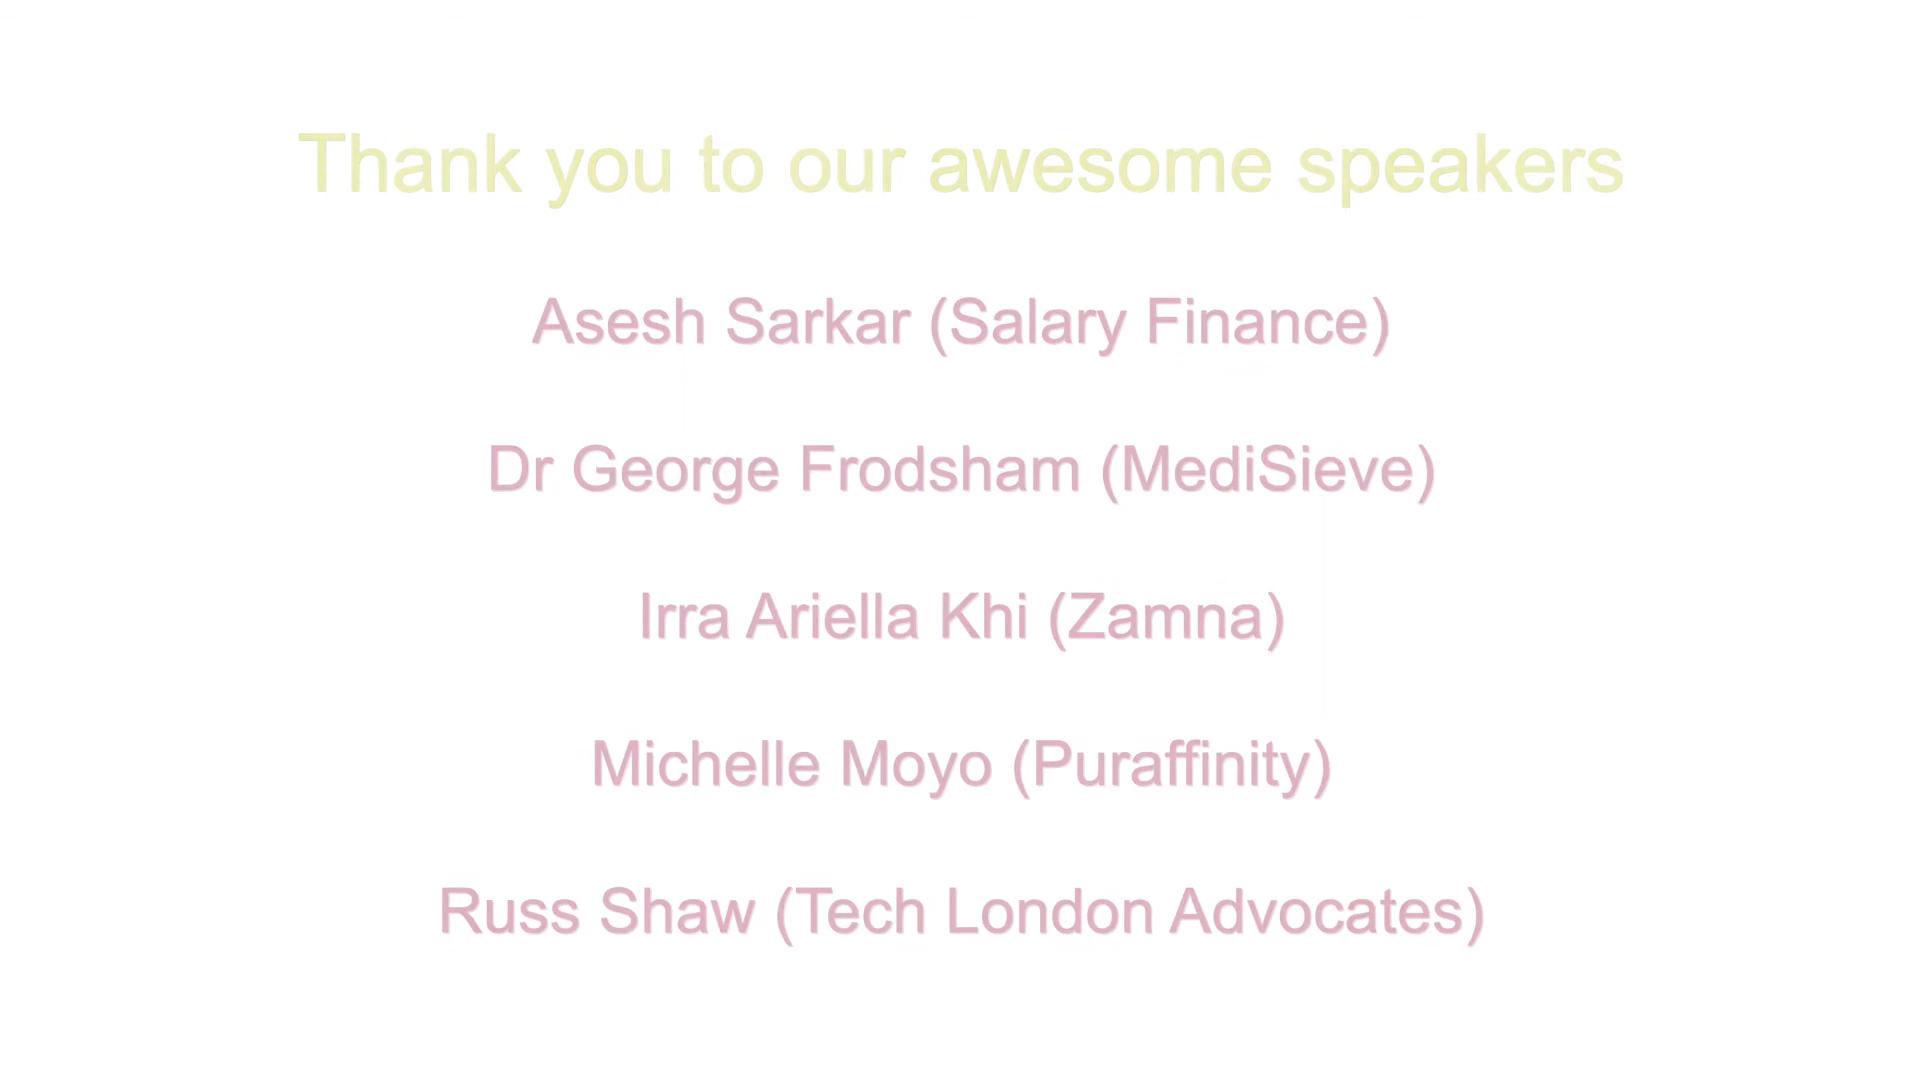 Thank you to our awesome speakers
Asesh Sarkar (Salary Finance)
Dr George Frodsham (MediSieve)
Irra Ariella Khi (Zamna)
Michelle Moyo (Puraffinity)
Russ Shaw (Tech London Advocates)